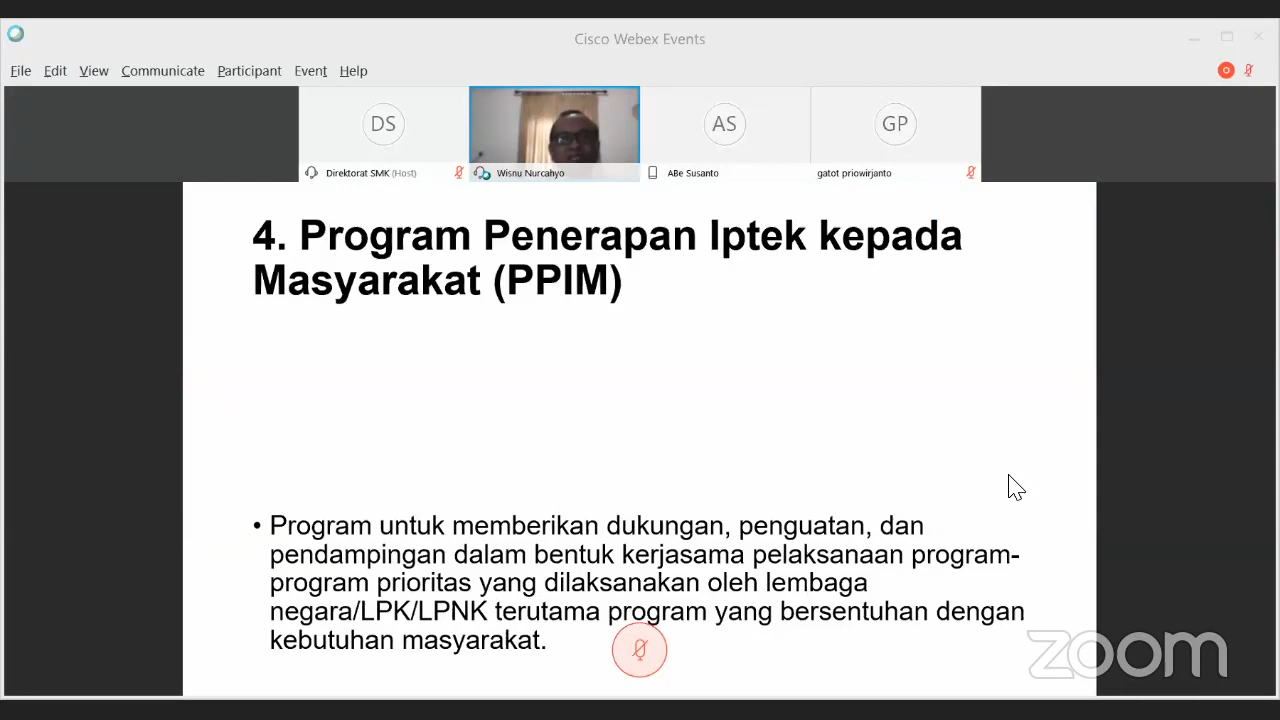 Cisco Webex Events
File Edit View Communicate Participant Event Help
DS AS GP
Direktorat SMK (Host) Wisnu Nurcahyo ABe Susanto gatot priowirjanto
4. Program Penerapan Iptek kepada
Masyarakat (PPIM)
• Program untuk memberikan dukungan, penguatan, dan
pendampingan dalam bentuk kerjasama pelaksanaan program-
program prioritas yang dilaksanakan oleh lembaga
negara/LPK/LPNK terutama program yang bersentuhan dengan
kebutuhan masyarakat.
zoom